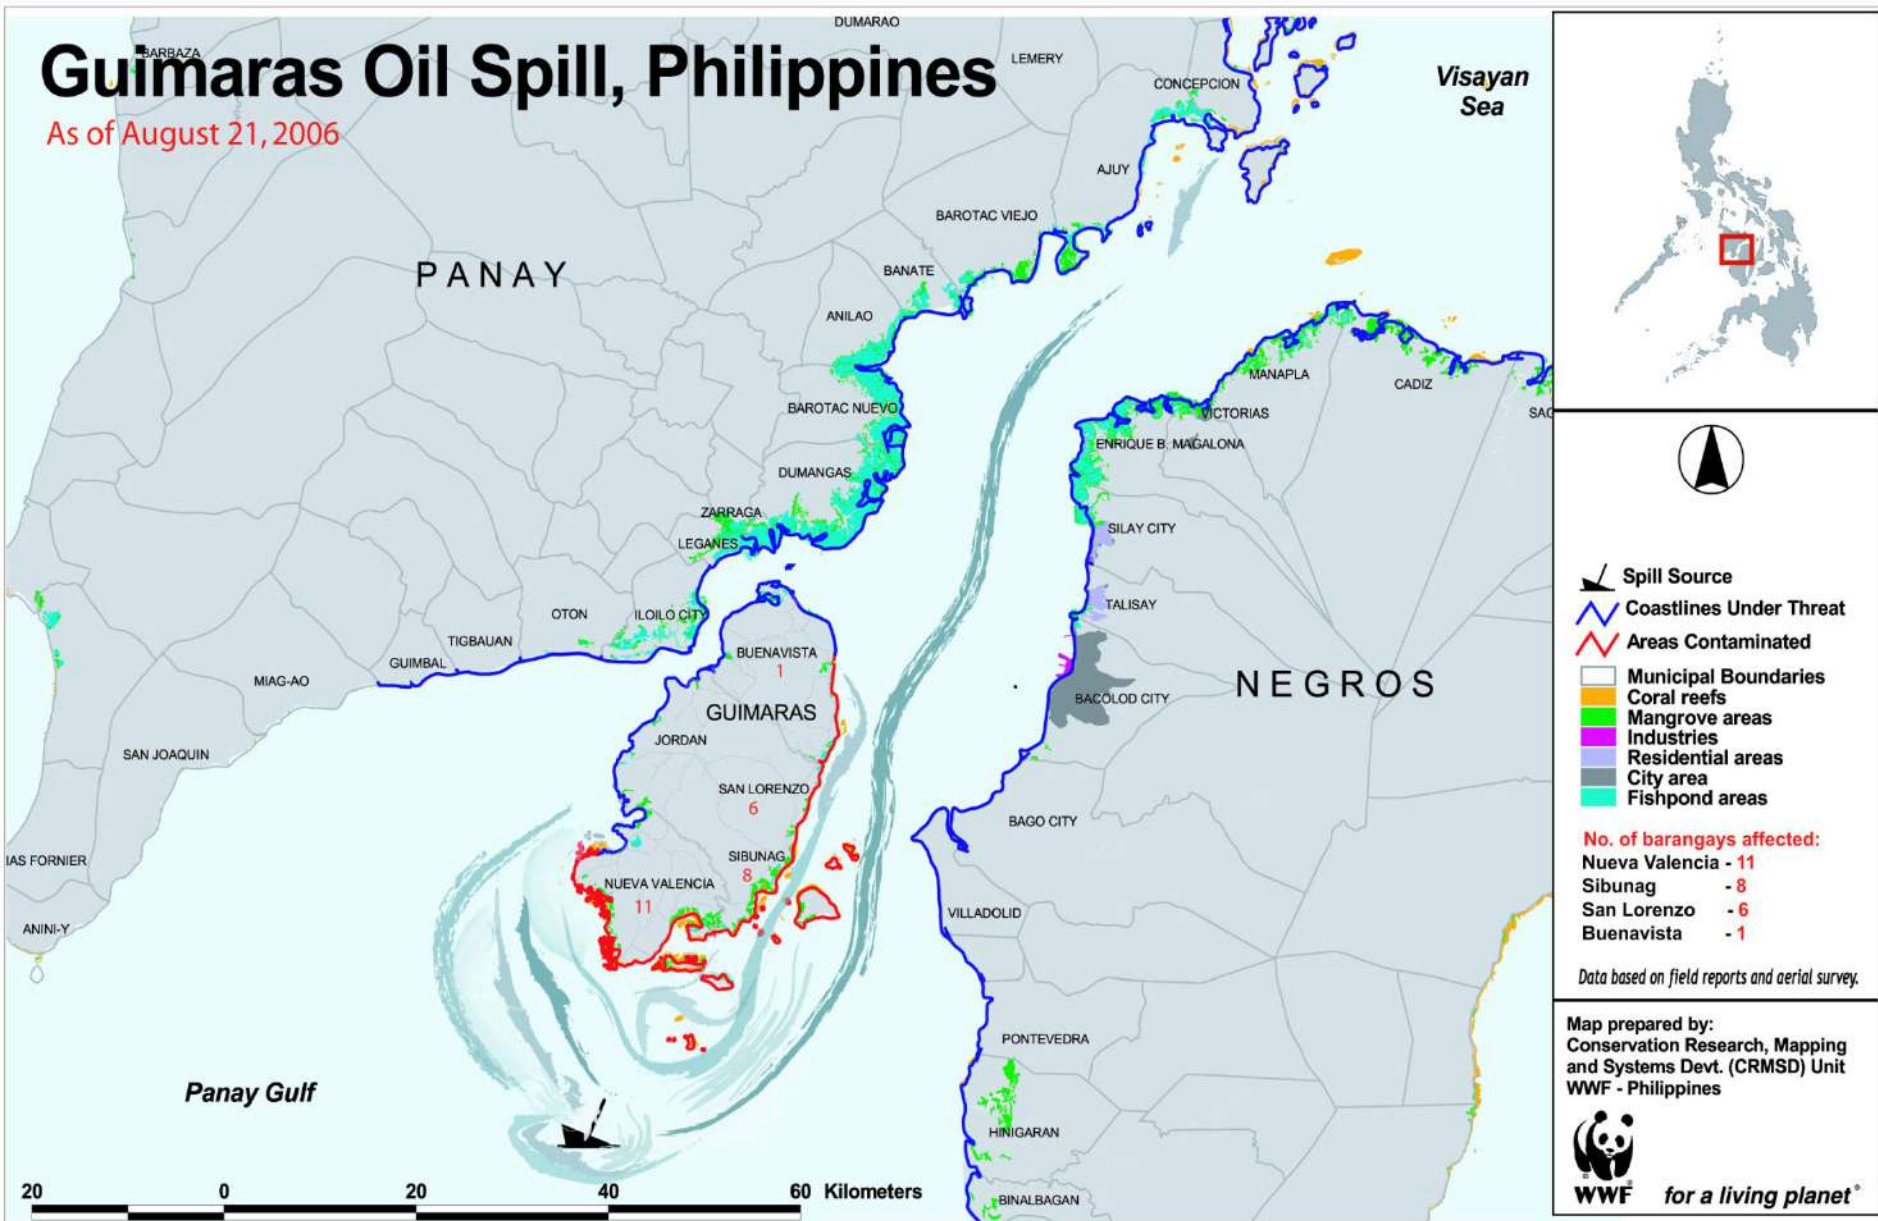 Guimaras Oil Spill, Philippines
As of August 21, 2006
BARBAZA
DUMARAO
LEMERY
CONCEPCION
Visayan
Sea
AJUY
BAROTAC VIEJO
PANAY
BANATE
ANILAO
BAROTAC NUEVO
DUMANGAS
ZARRAGA
LEGANES
OTON
ILOILO CITY
TIGBAUAN
GUIMBAL
MIAG-AO
SAN JOAQUIN
IAS FORNIER
ANINI-Y
MANAPLA
CADIZ
SAG
VICTORIAS
ENRIQUE B. MAGALONA
SILAY CITY
TALISAY
NEGROS
BACOLOD CITY
BUENAVISTA
1
GUIMARAS
JORDAN
SAN LORENZO
6
SIBUNAG
8
NUEVA VALENCIA
11
BAGO CITY
VILLADOLID
PONTEVEDRA
HINIGARAN
BINALBAGAN
Panay Gulf
20 0 20 40 60 Kilometers
Spill Source
Coastlines Under Threat
Areas Contaminated
Municipal Boundaries
Coral reefs
Mangrove areas
Industries
Residential areas
City area
Fishpond areas
No. of barangays affected:
Nueva Valencia - 11
Sibunag - 8
San Lorenzo - 6
Buenavista - 1
Data based on field reports and aerial survey.
Map prepared by:
Conservation Research, Mapping
and Systems Devt. (CRMSD) Unit
WWF - Philippines
WWF for a living planet®